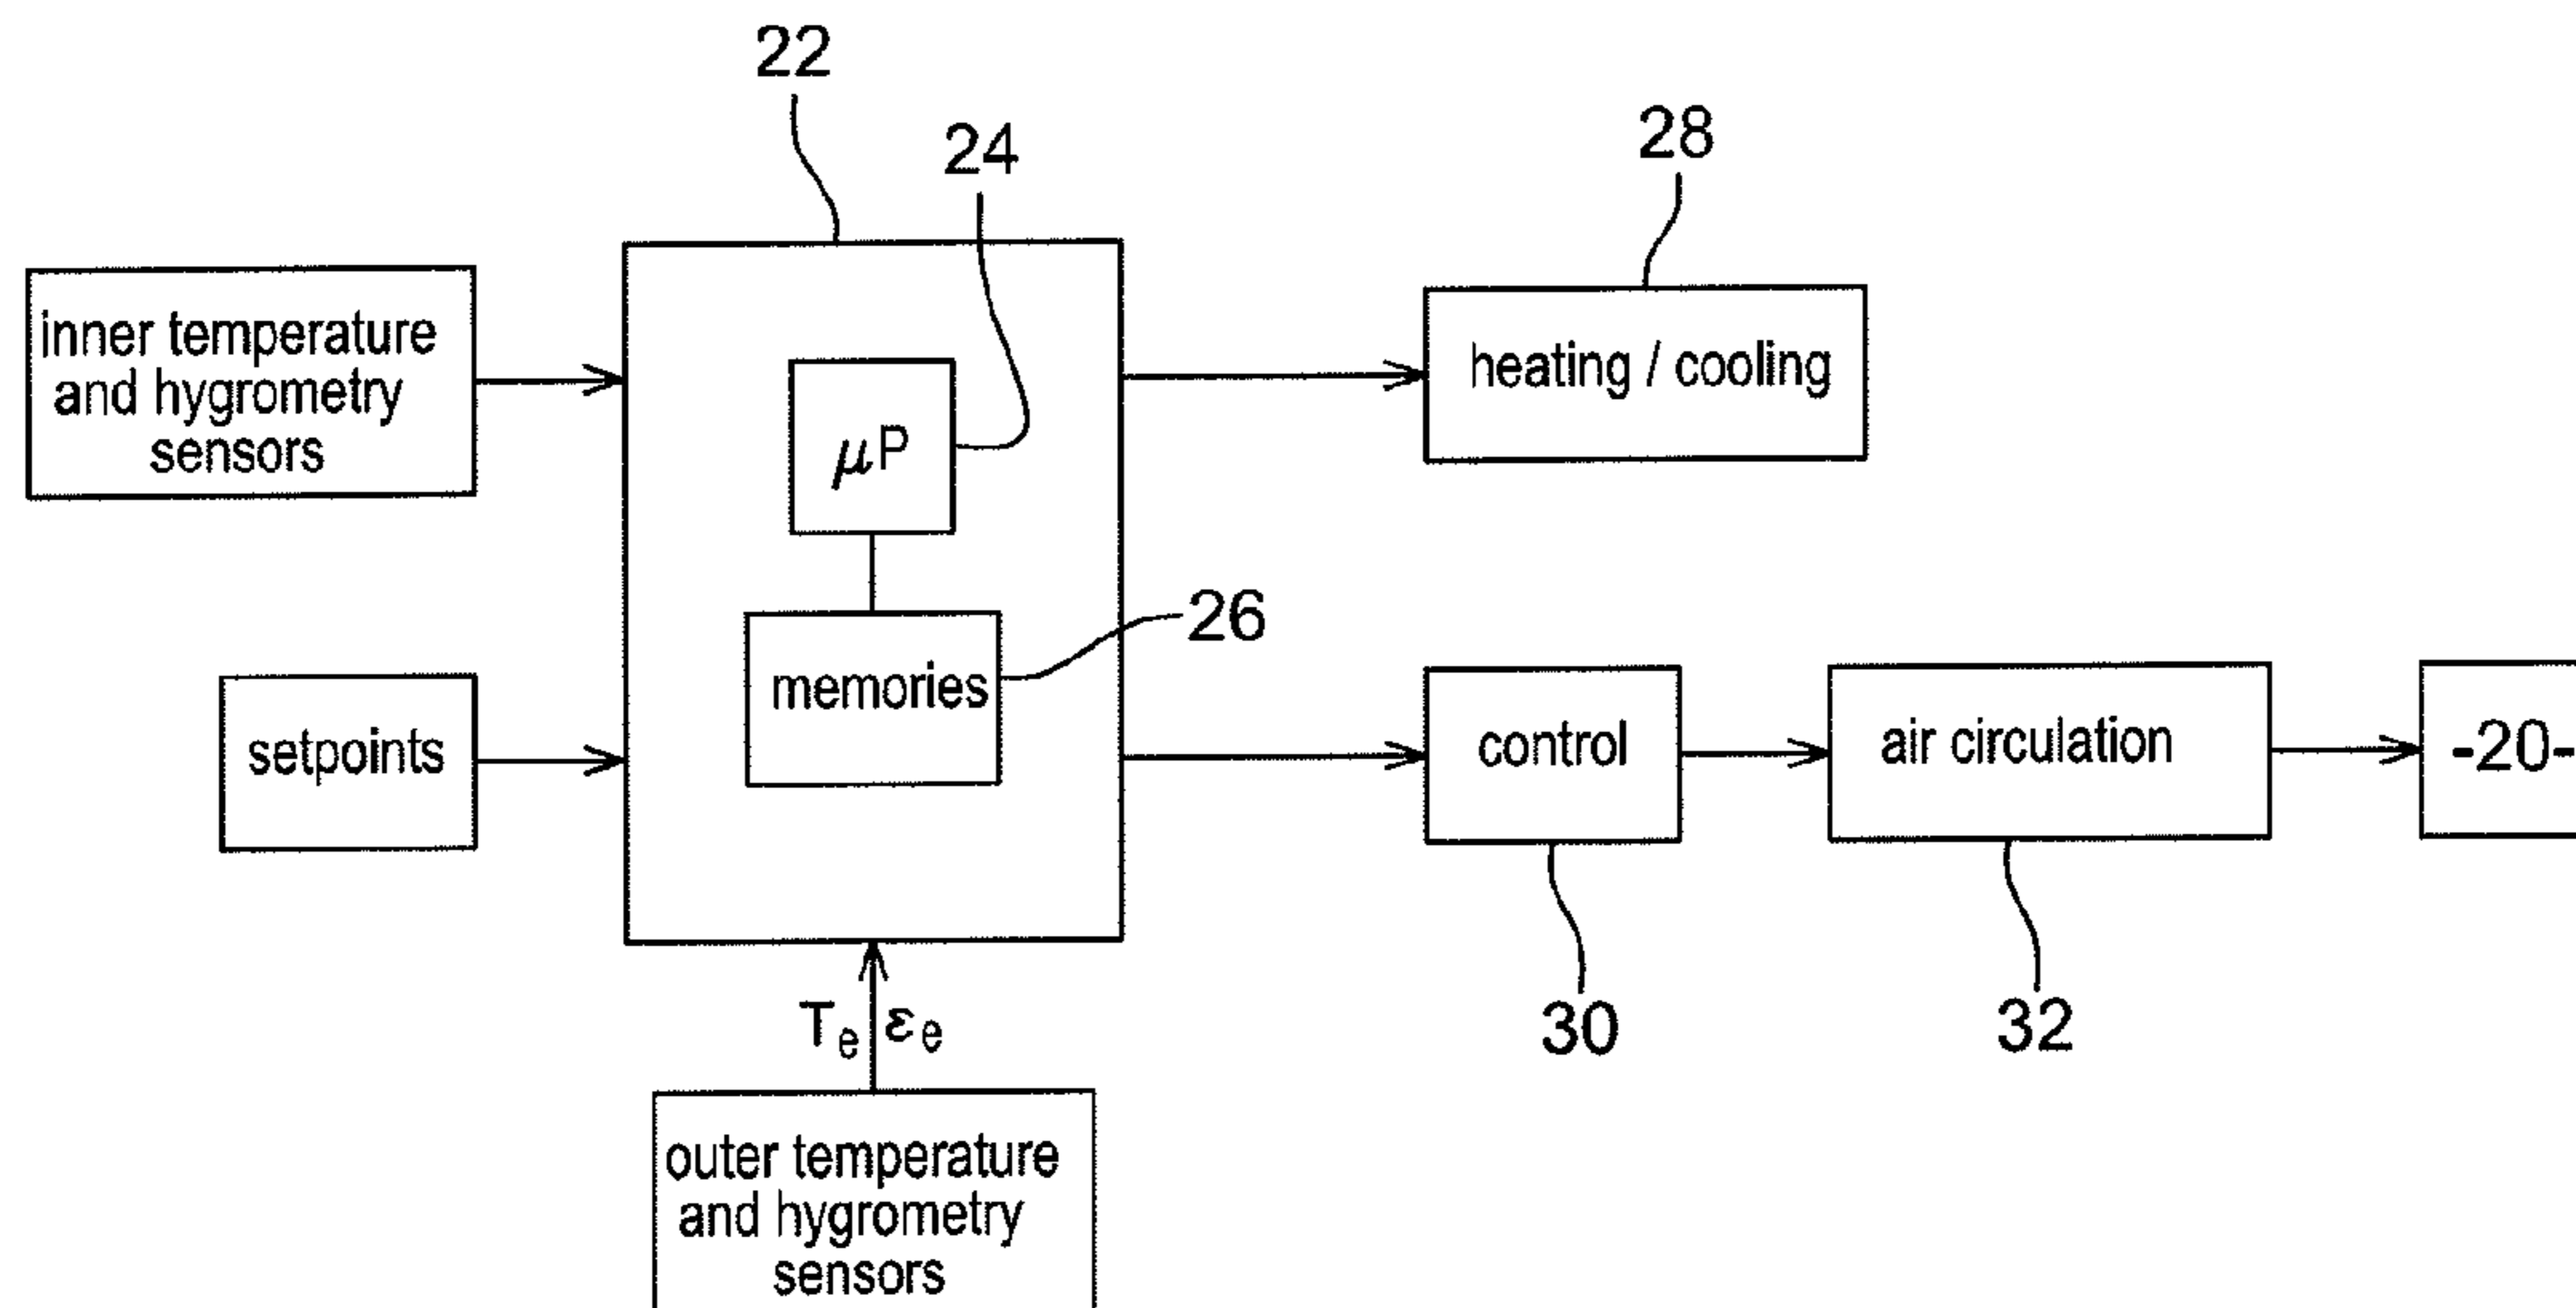 22
24
28
inner temperature
and hygrometry
sensors
heating / cooling
μP
26
memories
setpoints
control
air circulation
-20-
Te εe
30
32
outer temperature
and hygrometry
sensors